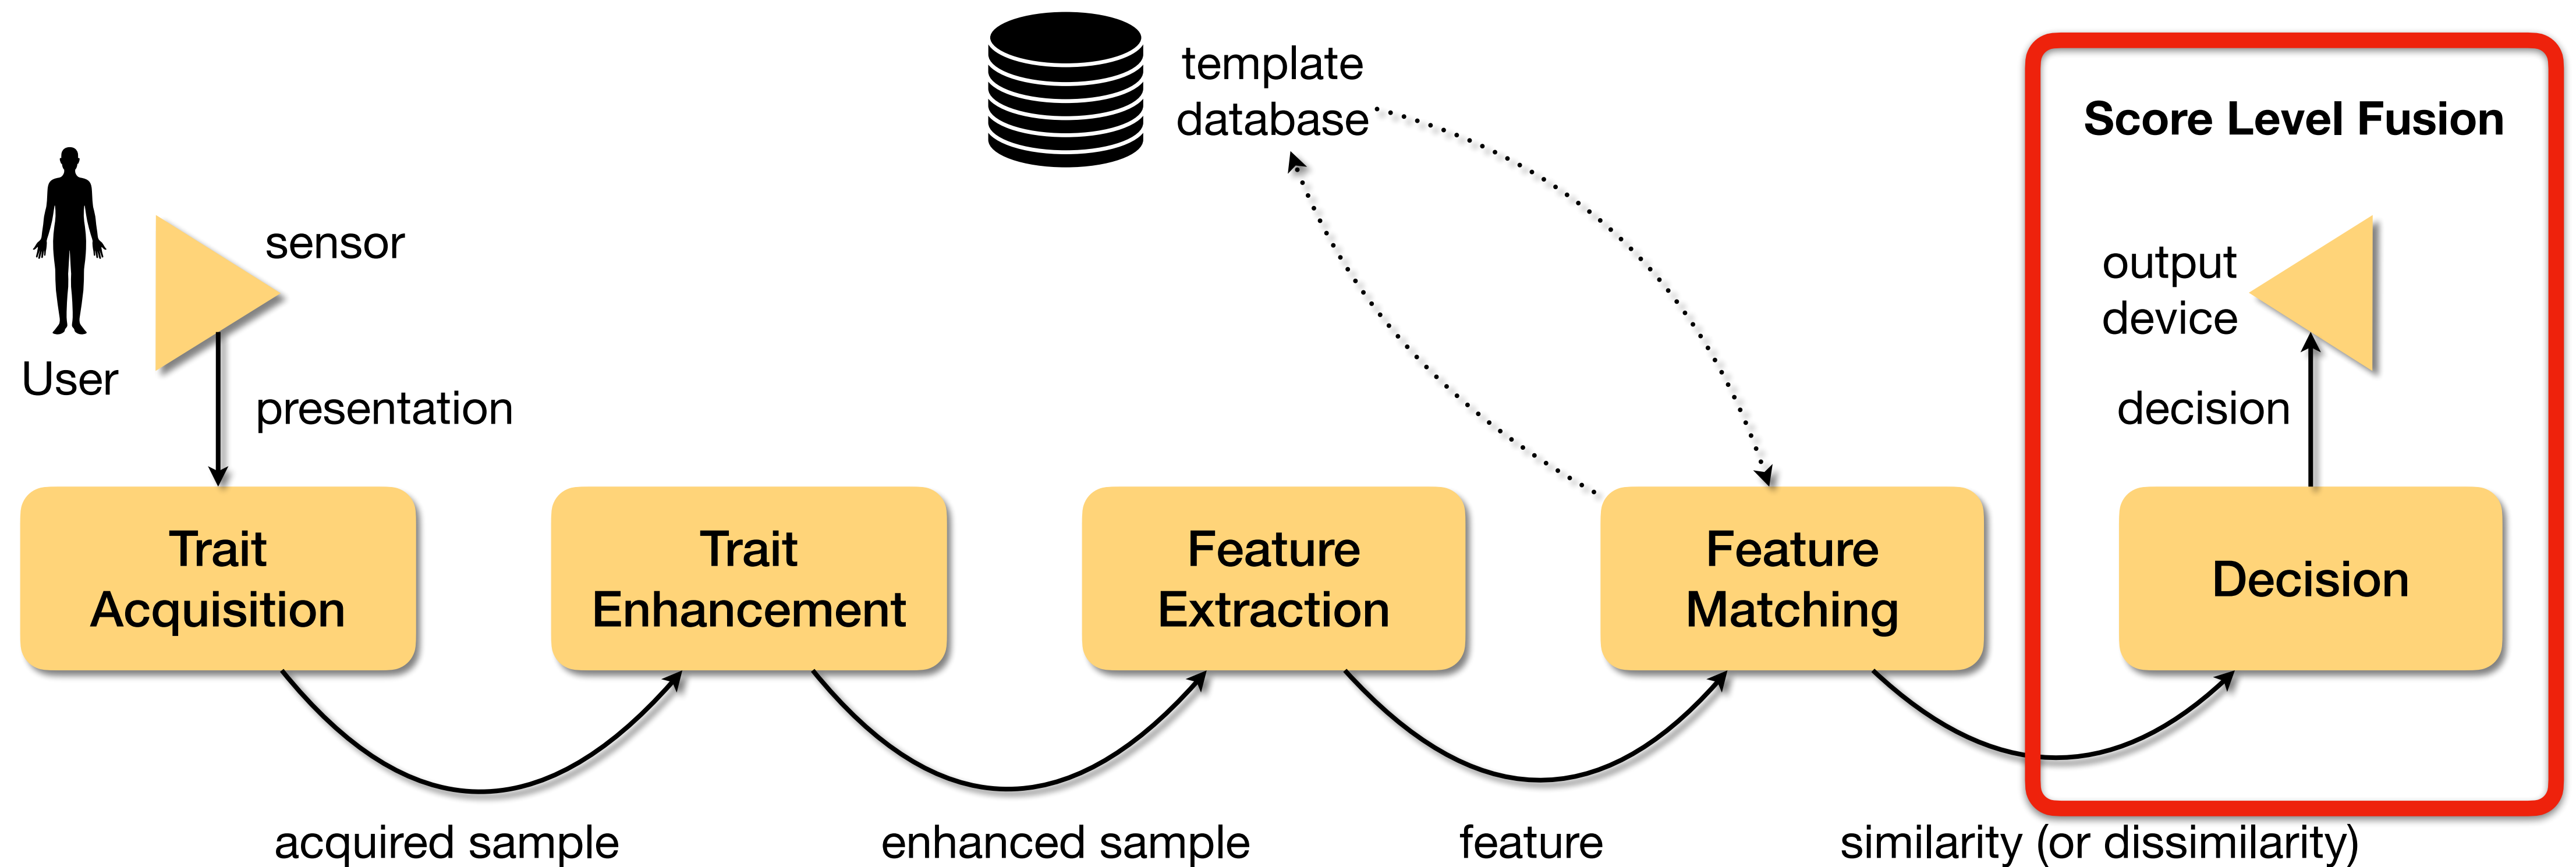 template
database
Score Level Fusion
sensor
User
presentation
output
device
decision
Trait
Acquisition
Trait
Enhancement
Feature
Extraction
Feature
Matching
Decision
acquired sample
enhanced sample
feature
similarity (or dissimilarity)